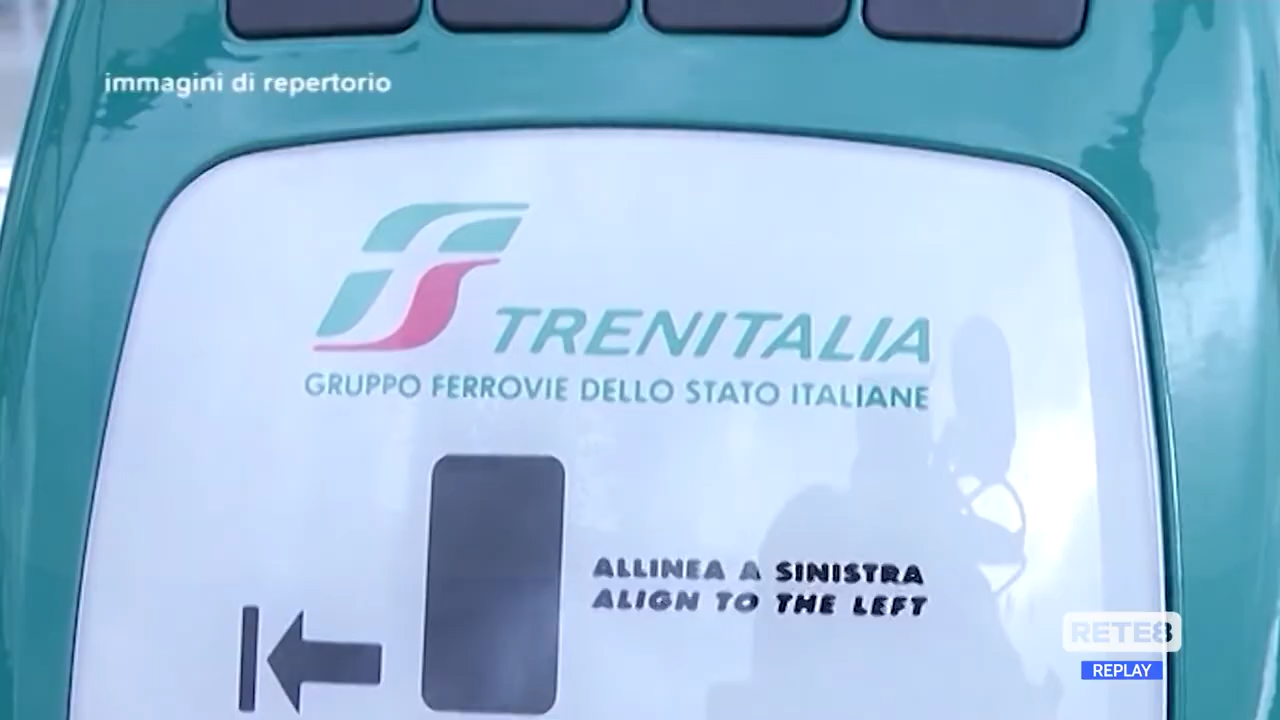 immagini di repertorio
TRENITALIA
GRUPPO FERROVIE DELLO STATO ITALIANE
ALLINEA A SINISTRA
ALIGN TO THE LEFT
RETE8
REPLAY